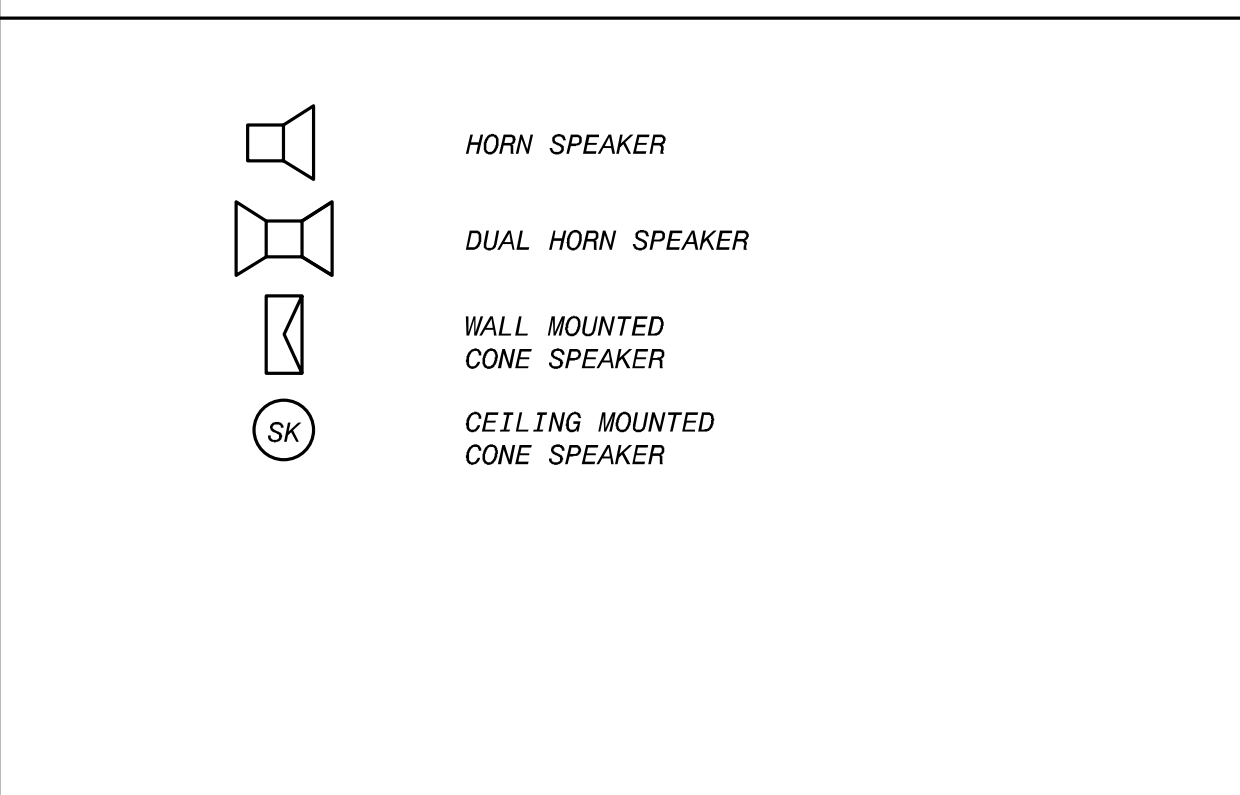 HORN SPEAKER
DUAL HORN SPEAKER
WALL MOUNTED
CONE SPEAKER
CEILING MOUNTED
SK
CONE SPEAKER